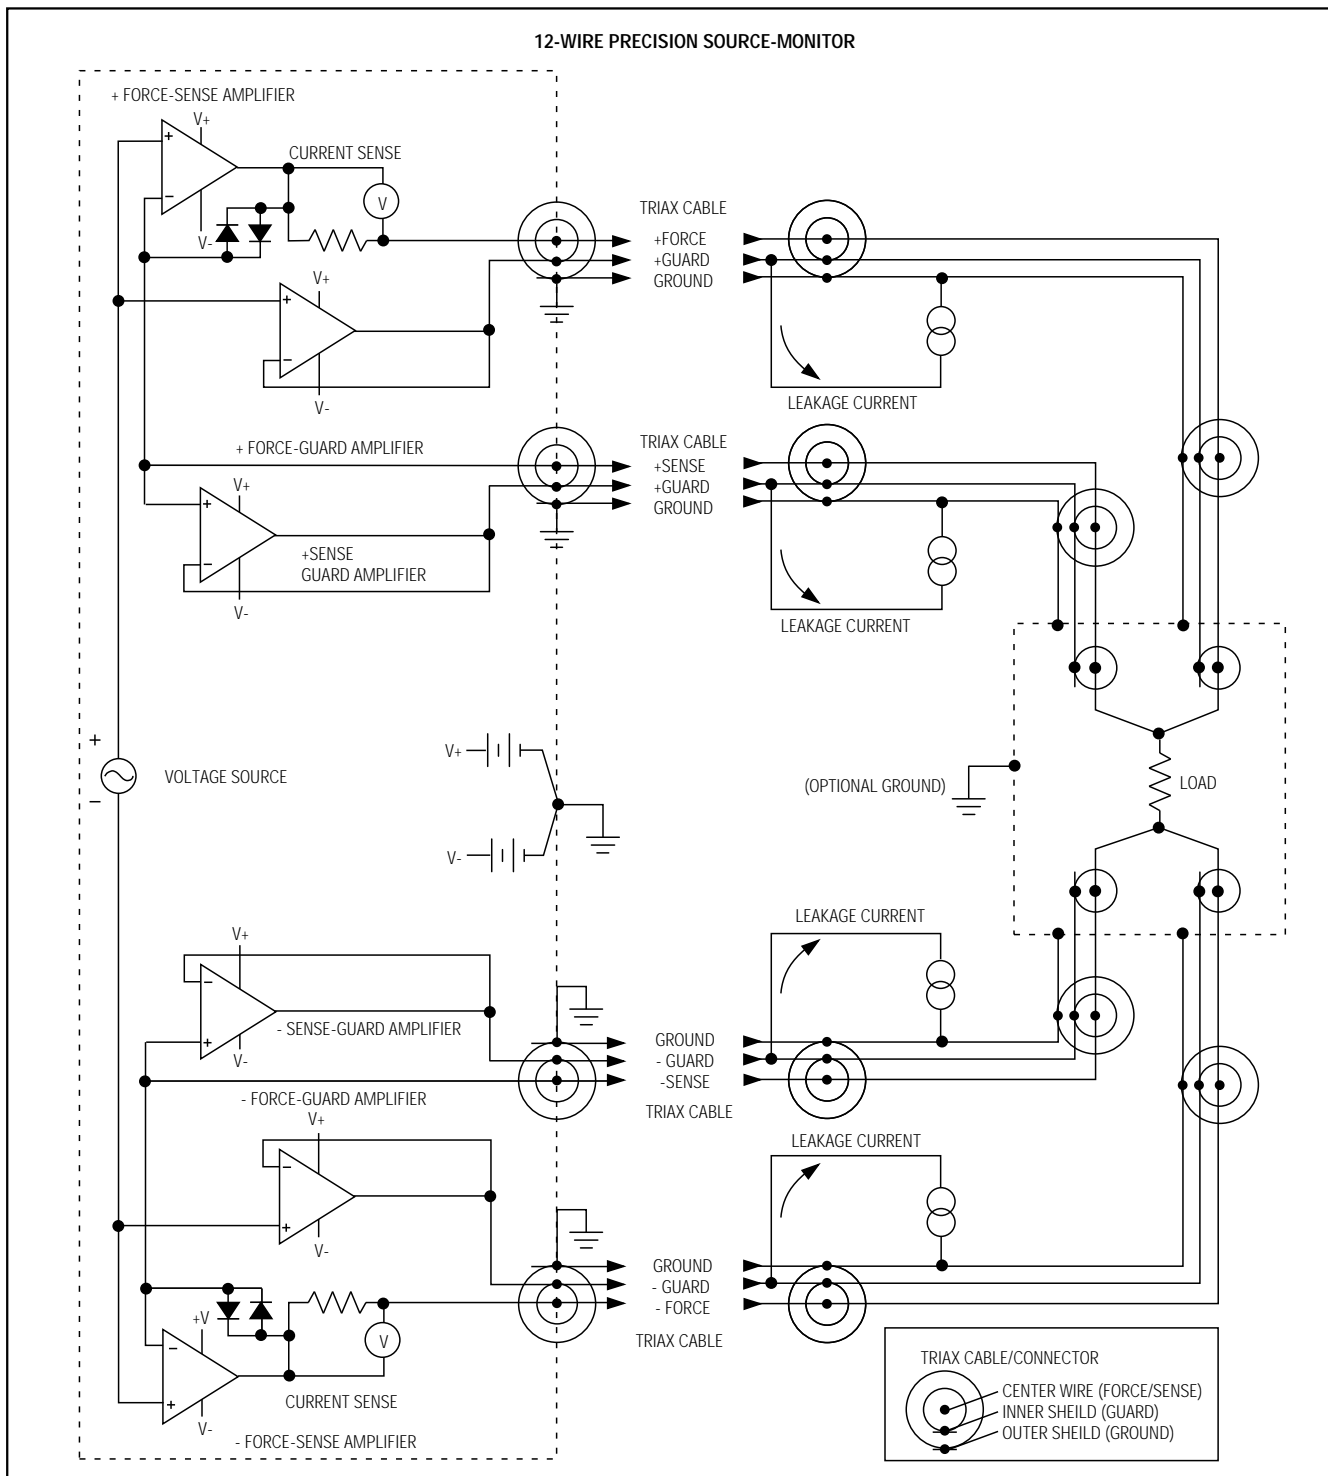 12-WIRE PRECISION SOURCE-MONITOR
+ FORCE-SENSE AMPLIFIER
V+
+
−
V-
CURRENT SENSE
V
TRIAX CABLE
+FORCE
+GUARD
GROUND
V+
+
−
V-
LEAKAGE CURRENT
+ FORCE-GUARD AMPLIFIER
TRIAX CABLE
+SENSE
+GUARD
GROUND
V+
+
−
V-
+SENSE
GUARD AMPLIFIER
LEAKAGE CURRENT
+
−
VOLTAGE SOURCE
V+
V-
(OPTIONAL GROUND)
LOAD
LEAKAGE CURRENT
V+
−
+
V-
- SENSE-GUARD AMPLIFIER
GROUND
- GUARD
-SENSE
TRIAX CABLE
- FORCE-GUARD AMPLIFIER
V+
−
+
V-
LEAKAGE CURRENT
GROUND
- GUARD
- FORCE
TRIAX CABLE
+V
−
+
V-
V
CURRENT SENSE
- FORCE-SENSE AMPLIFIER
TRIAX CABLE/CONNECTOR
CENTER WIRE (FORCE/SENSE)
INNER SHEILD (GUARD)
OUTER SHEILD (GROUND)